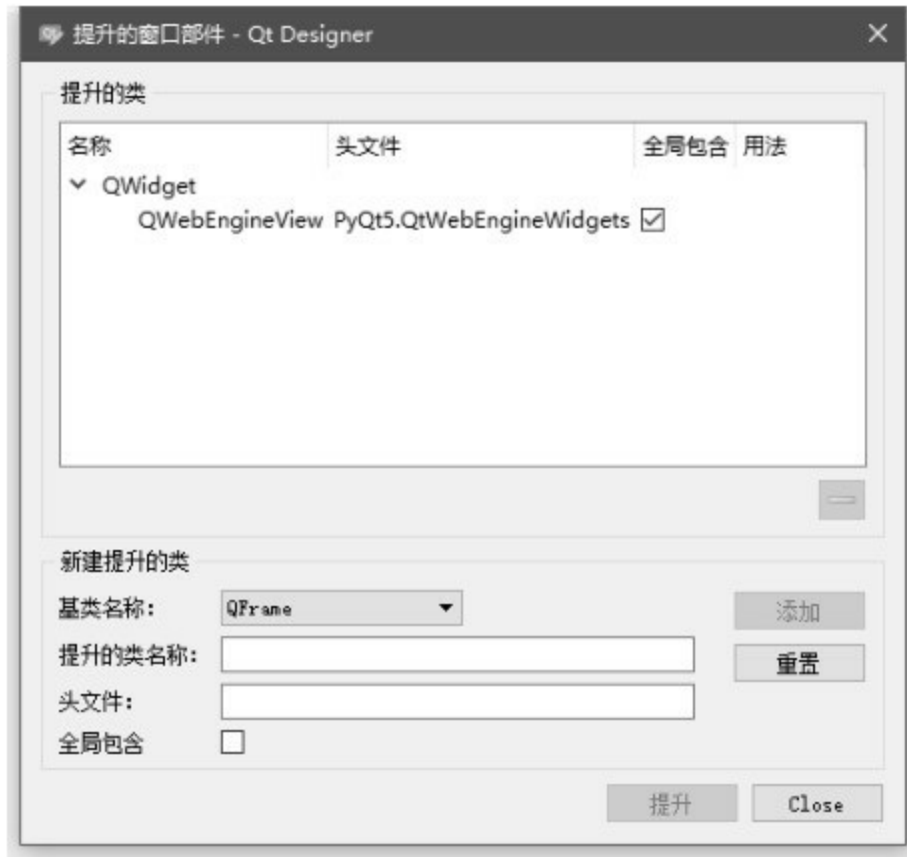 提升的窗口部件 - Qt Designer
提升的类
名称 头文件 全局包含 用法
QWidget
QWebEngineView PyQt5.QtWebEngineWidgets
新建提升的类
基类名称： QFrame 添加
提升的类名称： 重置
头文件：
全局包含
提升 Close